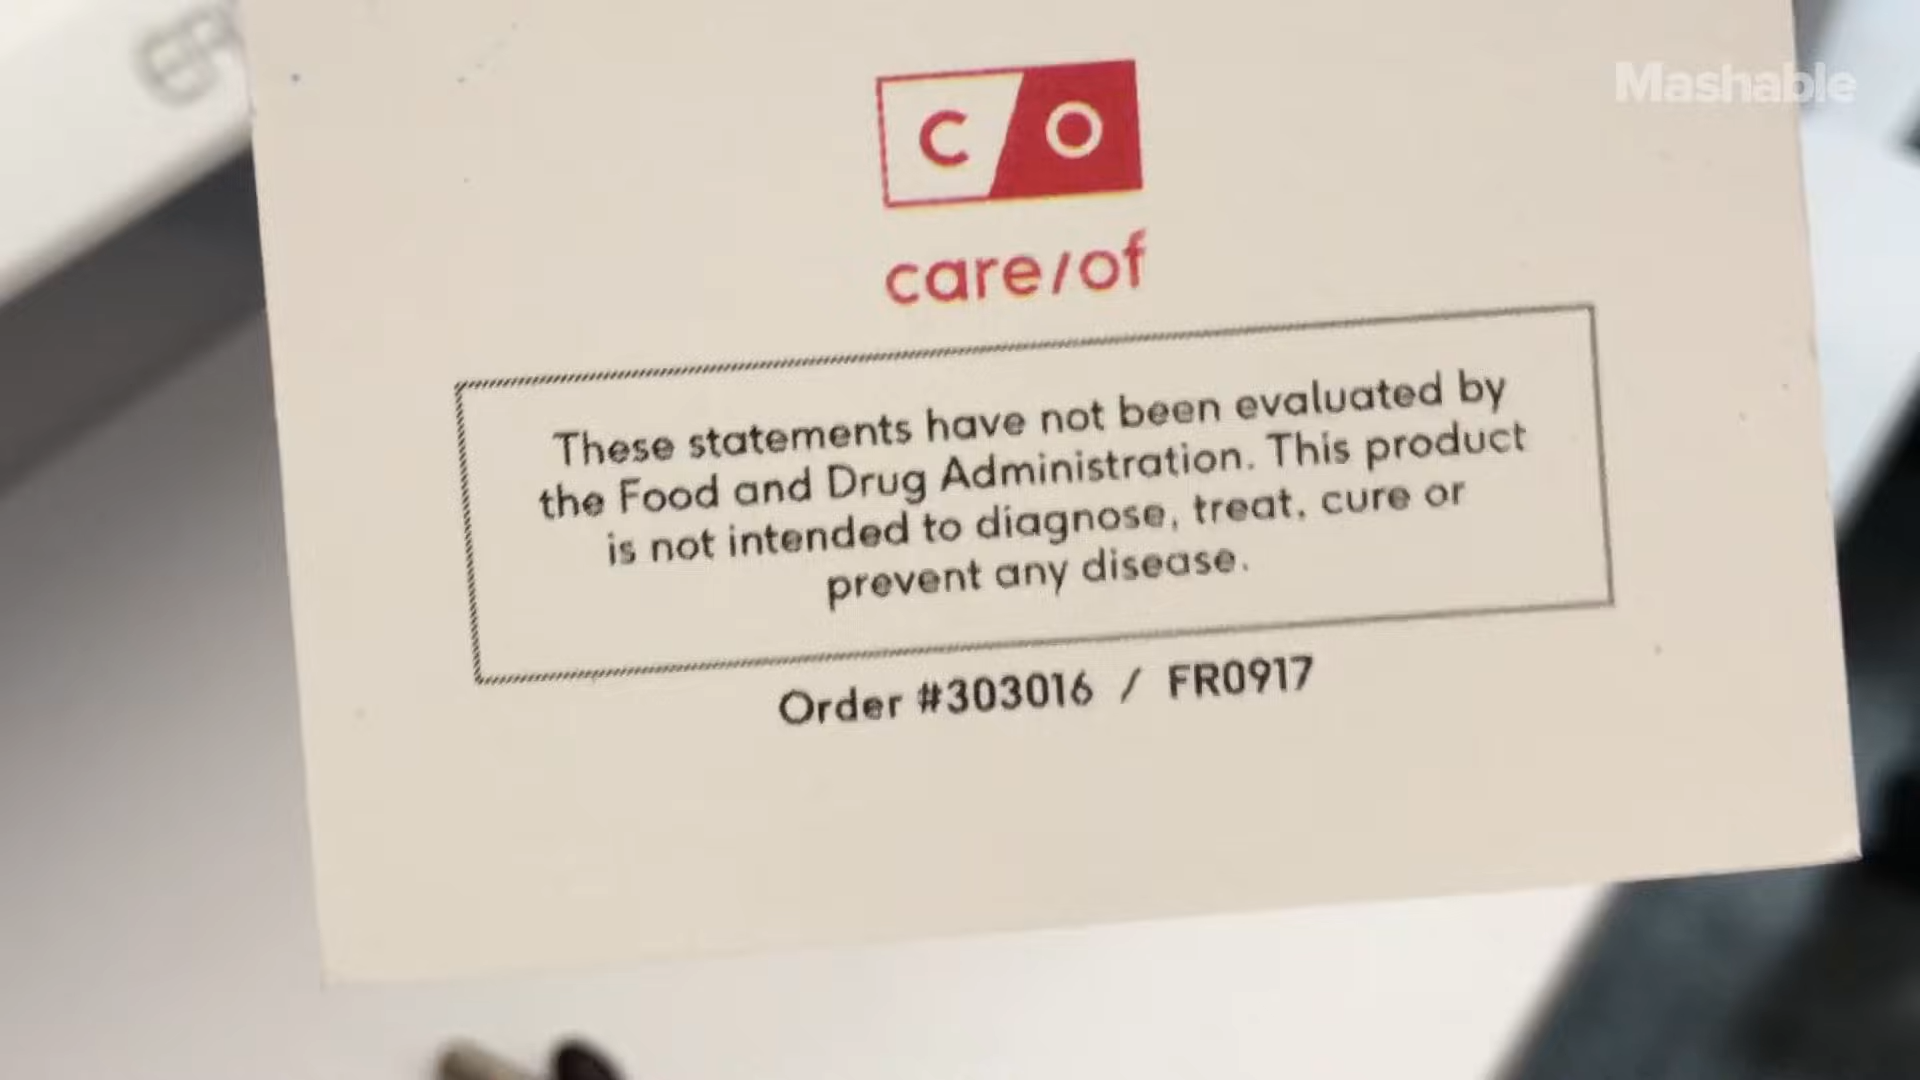 Mashable
C O
care/of
These statements have not been evaluated by
the Food and Drug Administration. This product
is not intended to diagnose, treat, cure or
prevent any disease.
Order #303016 / FR0917